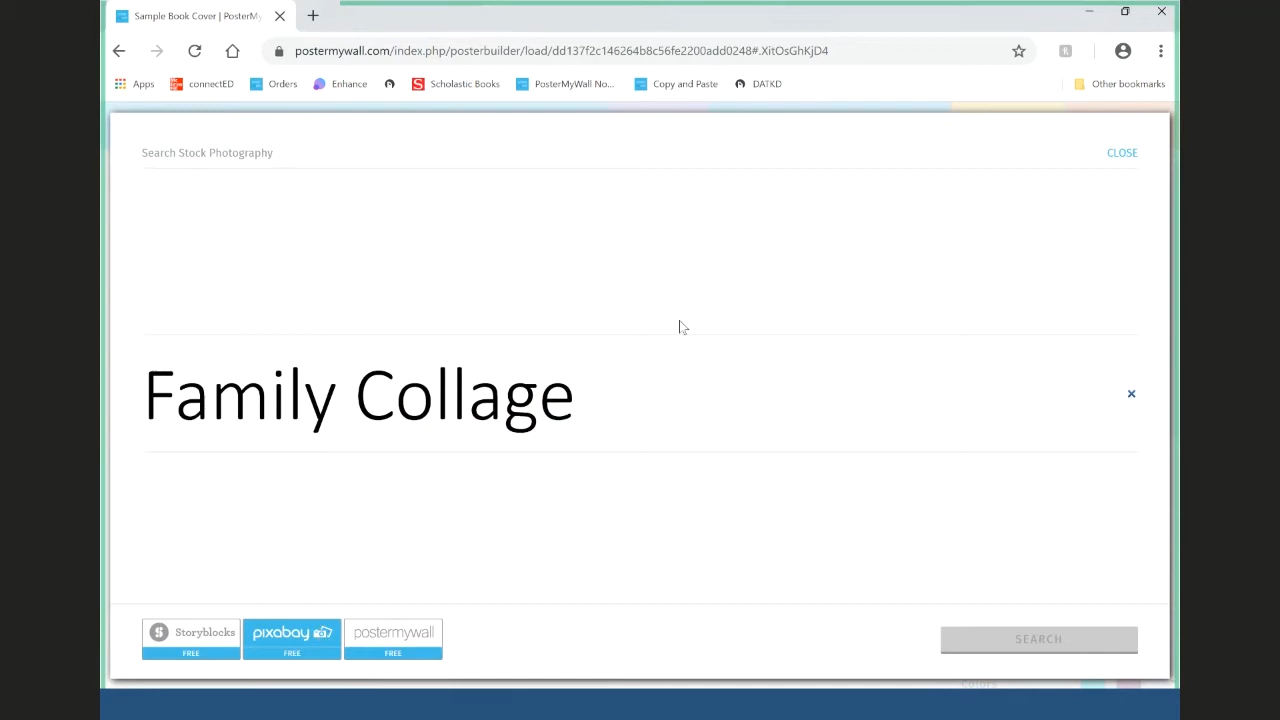 Sample Book Cover | PosterMy
postermywall.com/index.php/posterbuilder/load/dd137f2c146264b8c56fe2200add0248#.XitOsGhKjD4
Apps connectED Orders Enhance Scholastic Books PosterMyWall No... Copy and Paste DATKD Other bookmarks
Search Stock Photography CLOSE
Family Collage
Storyblocks pixabay postermywall SEARCH
FREE FREE FREE
Colors